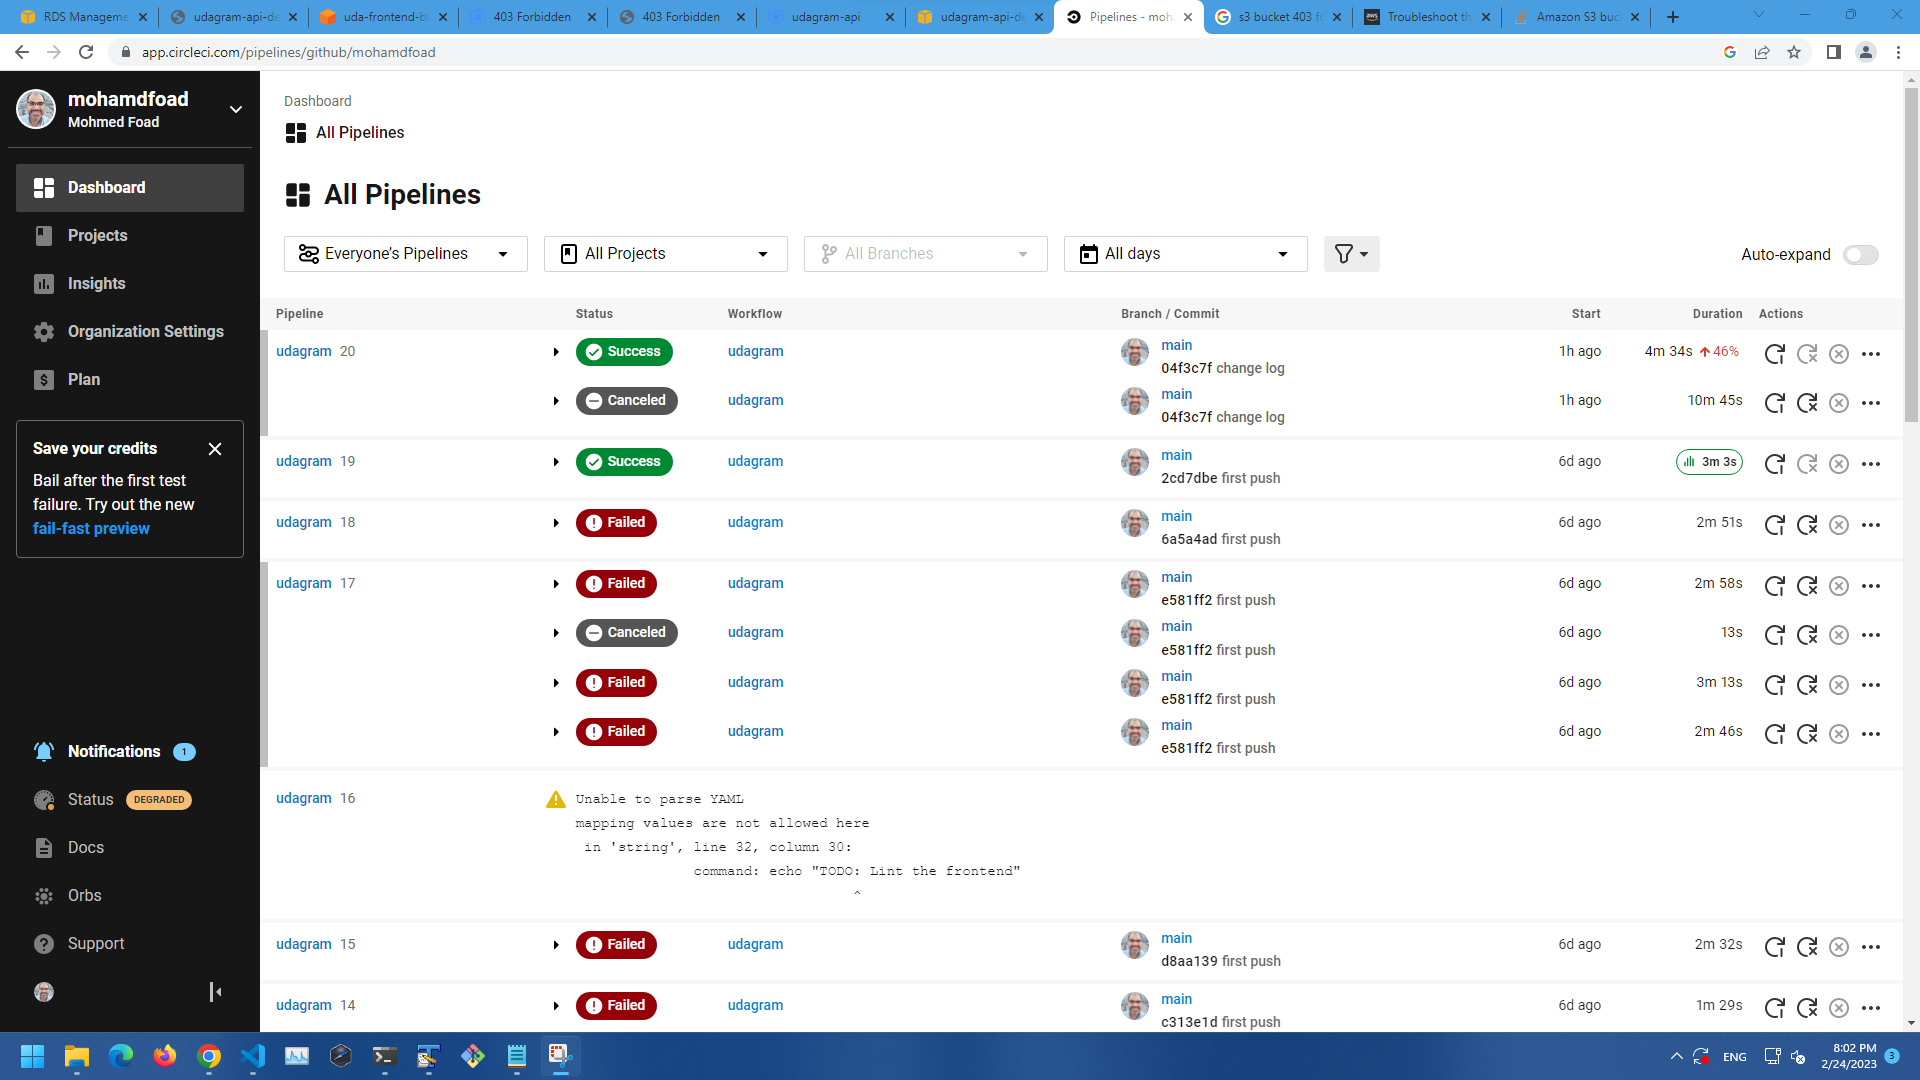 RDS Manageme
udagram-api-de
uda-frontend-bu
403 Forbidden
403 Forbidden
udagram-api
udagram-api-de
Pipelines - moh
s3 bucket 403 fo
Troubleshoot th
Amazon S3 buc
app.circleci.com/pipelines/github/mohamdfoad
mohamdfoad
Mohmed Foad
Dashboard
Projects
Insights
Organization Settings
Plan
Save your credits
Bail after the first test
failure. Try out the new
fail-fast preview
Notifications 1
Status DEGRADED
Docs
Orbs
Support
Dashboard
All Pipelines
All Pipelines
Everyone's Pipelines
All Projects
All Branches
All days
Auto-expand
Pipeline Status Workflow Branch / Commit Start Duration Actions
udagram 20 Success udagram main 1h ago 4m 34s 46%
04f3c7f change log
Canceled udagram main 1h ago 10m 45s
04f3c7f change log
udagram 19 Success udagram main 6d ago 3m 3s
2cd7dbe first push
udagram 18 Failed udagram main 6d ago 2m 51s
6a5a4ad first push
udagram 17 Failed udagram main 6d ago 2m 58s
e581ff2 first push
Canceled udagram main 6d ago 13s
e581ff2 first push
Failed udagram main 6d ago 3m 13s
e581ff2 first push
Failed udagram main 6d ago 2m 46s
e581ff2 first push
udagram 16 Unable to parse YAML
mapping values are not allowed here
in 'string', line 32, column 30:
command: echo "TODO: Lint the frontend"
^
udagram 15 Failed udagram main 6d ago 2m 32s
d8aa139 first push
udagram 14 Failed udagram main 6d ago 1m 29s
c313e1d first push
ENG
8:02 PM
2/24/2023
3